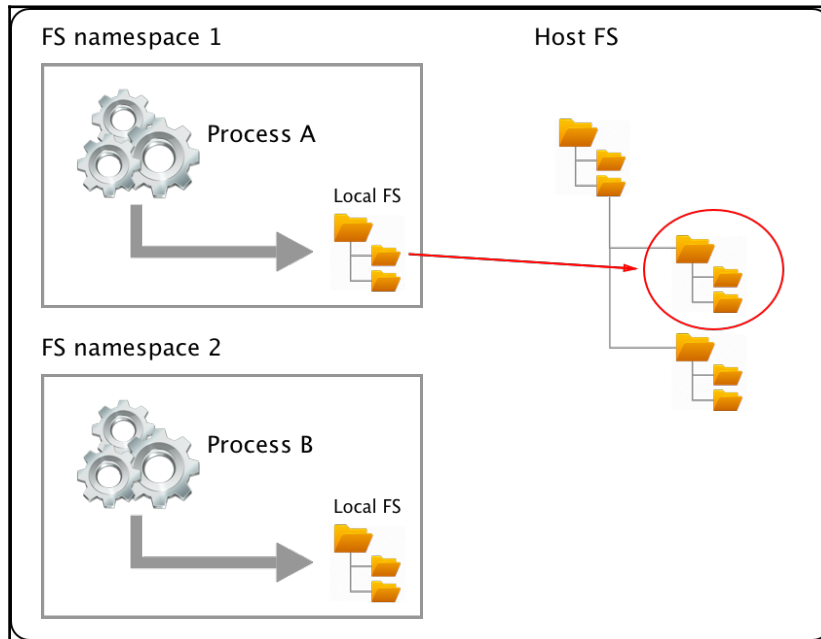 FS namespace 1
Host FS
Process A
Local FS
FS namespace 2
Process B
Local FS